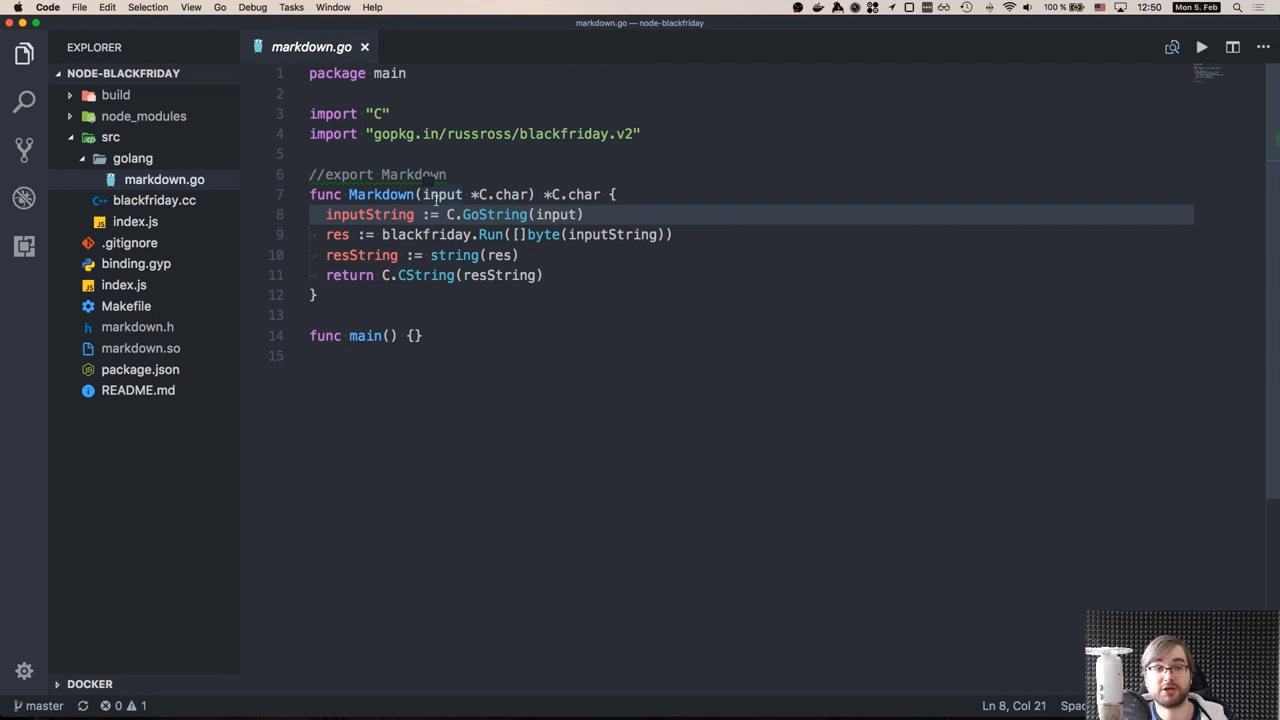 Code File Edit Selection View Go Debug Tasks Window Help 100 % 12:50 Mon 5. Feb
markdown.go — node-blackfriday
EXPLORER
markdown.go
NODE-BLACKFRIDAY
build
node_modules
src
golang
markdown.go
blackfriday.cc
index.js
.gitignore
binding.gyp
index.js
Makefile
markdown.h
markdown.so
package.json
README.md
DOCKER
1 package main
2
3 import "C"
4 import "gopkg.in/russross/blackfriday.v2"
5
6 //export Markdown
7 func Markdown(input *C.char) *C.char {
8 inputString := C.GoString(input)
9 res := blackfriday.Run([]byte(inputString))
10 resString := string(res)
11 return C.CString(resString)
12 }
13
14 func main() {}
15
master 0 1 Ln 8, Col 21